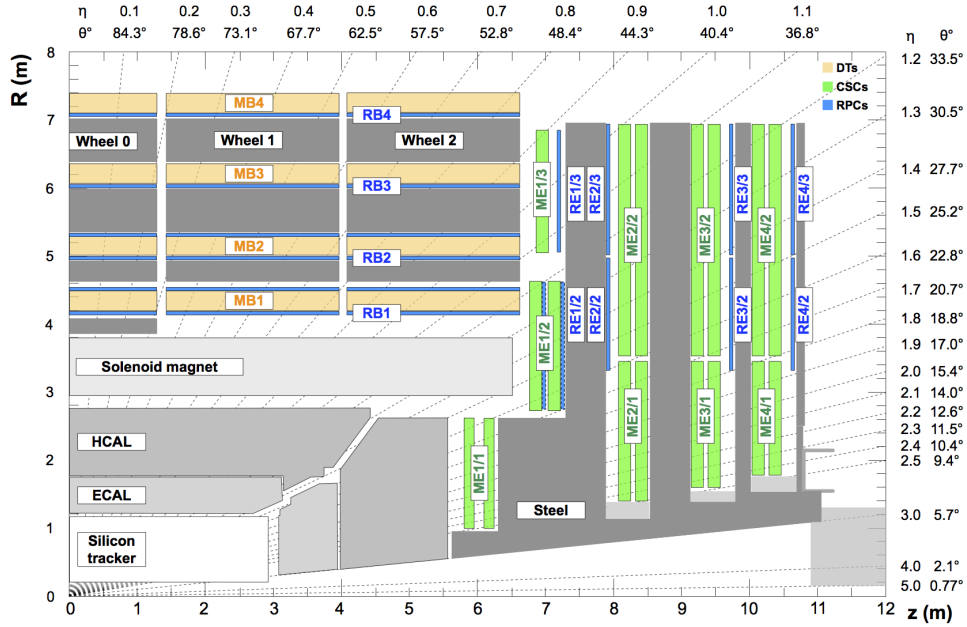 η 0.1 0.2 0.3 0.4 0.5 0.6 0.7 0.8 0.9 1.0 1.1
θ° 84.3° 78.6° 73.1° 67.7° 62.5° 57.5° 52.8° 48.4° 44.3° 40.4° 36.8°
η θ°
R (m)
8
7
6
5
4
3
2
1
0
DTs
CSCs
RPCs
1.2 33.5°
1.3 30.5°
1.4 27.7°
1.5 25.2°
1.6 22.8°
1.7 20.7°
1.8 18.8°
1.9 17.0°
2.0 15.4°
2.1 14.0°
2.2 12.6°
2.3 11.5°
2.4 10.4°
2.5 9.4°
3.0 5.7°
4.0 2.1°
5.0 0.77°
MB4
RB4
Wheel 0
Wheel 1
Wheel 2
MB3
RB3
MB2
RB2
MB1
RB1
Solenoid magnet
HCAL
ECAL
Silicon
tracker
Steel
ME1/3
RE1/3
RE2/3
ME2/2
ME3/2
RE3/3
ME4/2
RE4/3
ME1/2
RE1/2
RE2/2
RE3/2
RE4/2
ME1/1
ME2/1
ME3/1
ME4/1
0 1 2 3 4 5 6 7 8 9 10 11 12
z (m)